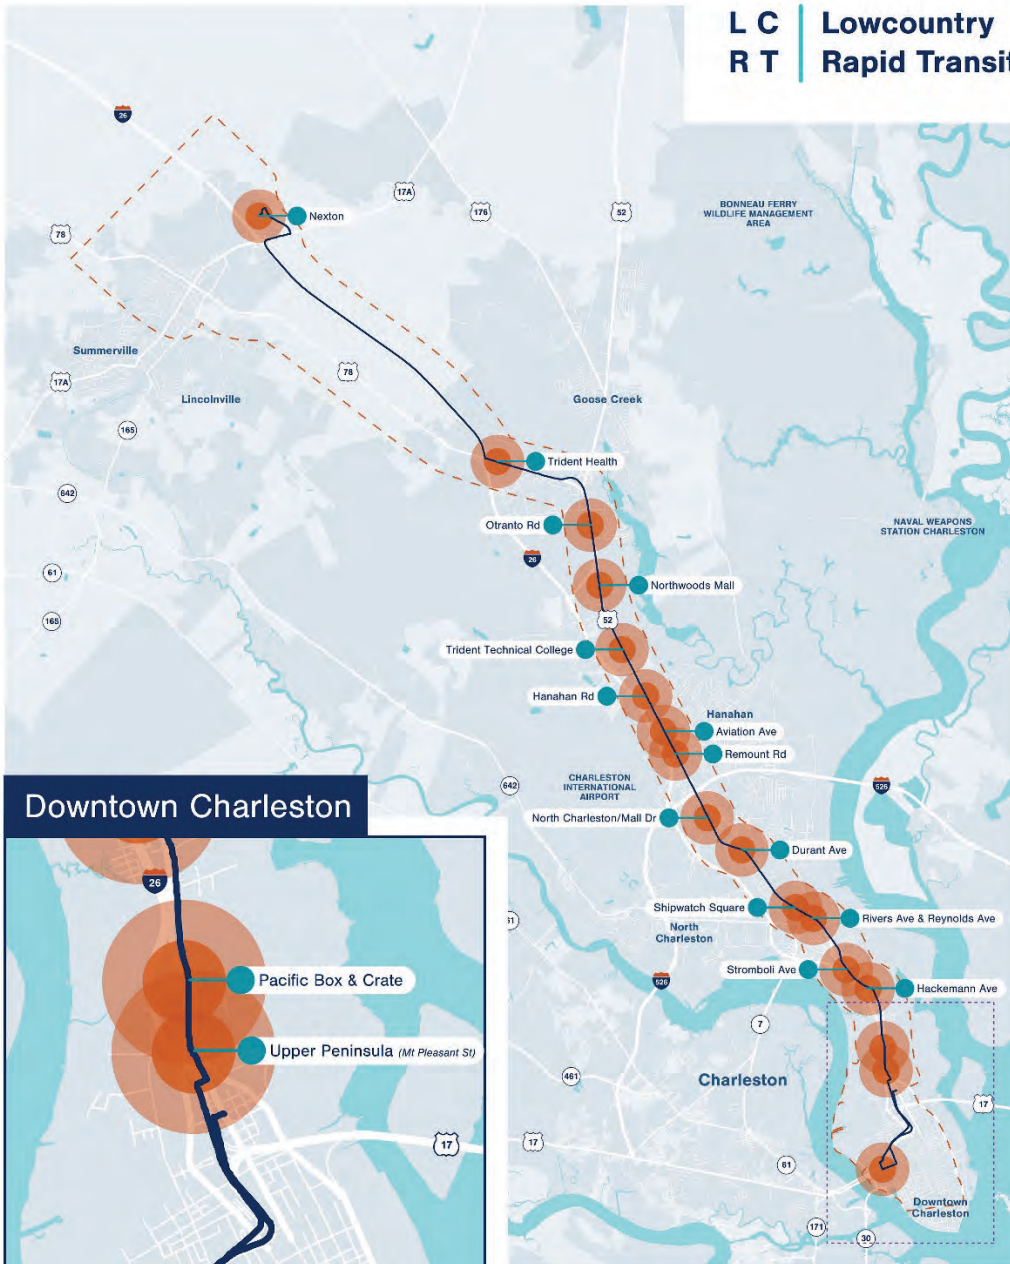 L C
R T
Lowcountry
Rapid Transit
26
Nexton
17A
176
52
BONNEAU FERRY
WILDLIFE MANAGEMENT
AREA
78
Summerville
17A
78
Lincolnville
Goose Creek
165
Trident Health
642
Otranto Rd
NAVAL WEAPONS
STATION CHARLESTON
26
61
Northwoods Mall
165
52
Trident Technical College
Hanahan Rd
Hanahan
Aviation Ave
Remount Rd
CHARLESTON
INTERNATIONAL
AIRPORT
642
526
North Charleston/Mall Dr
Durant Ave
Shipwatch Square
Rivers Ave & Reynolds Ave
61
North
Charleston
Stromboli Ave
526
Hackemann Ave
7
461
Charleston
17
17
61
Downtown
Charleston
171
30
Downtown Charleston
26
Pacific Box & Crate
Upper Peninsula (Mt Pleasant St)
17